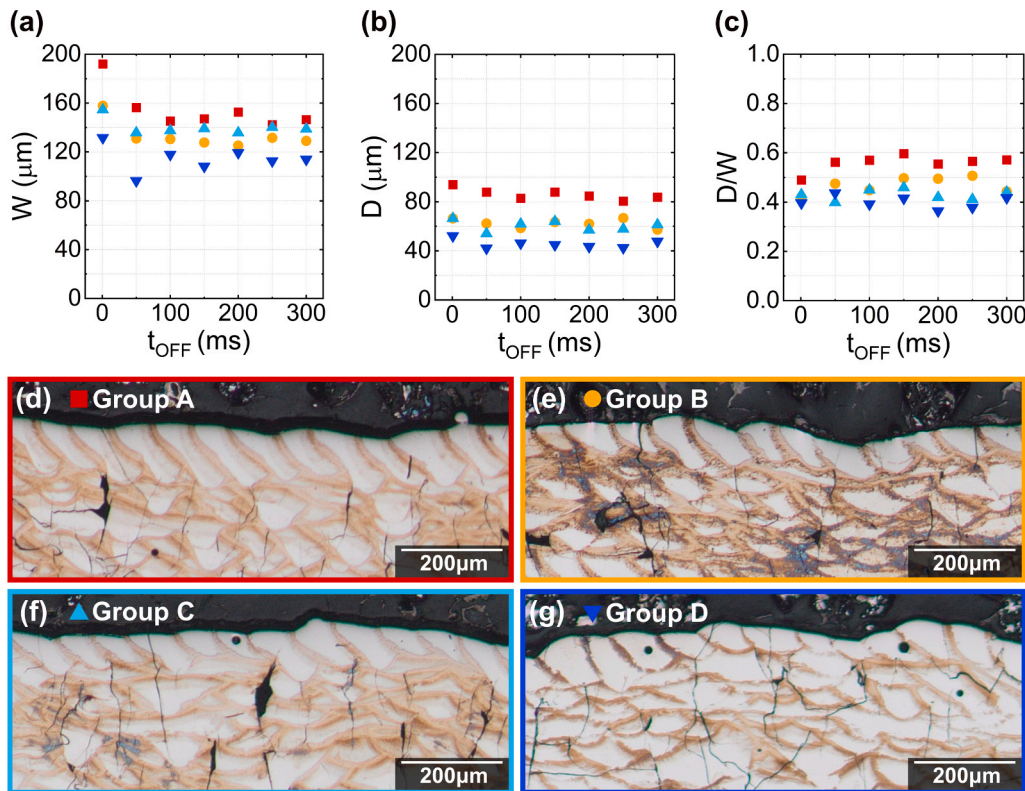 (a)
200
160
120
80
40
0
W (μm)
0 100 200 300
tOFF (ms)
(b)
200
160
120
80
40
0
D (μm)
0 100 200 300
tOFF (ms)
(c)
1.0
0.8
0.6
0.4
0.2
0.0
D/W
0 100 200 300
tOFF (ms)
(d) Group A
200μm
(e) Group B
200μm
(f) Group C
200μm
(g) Group D
200μm